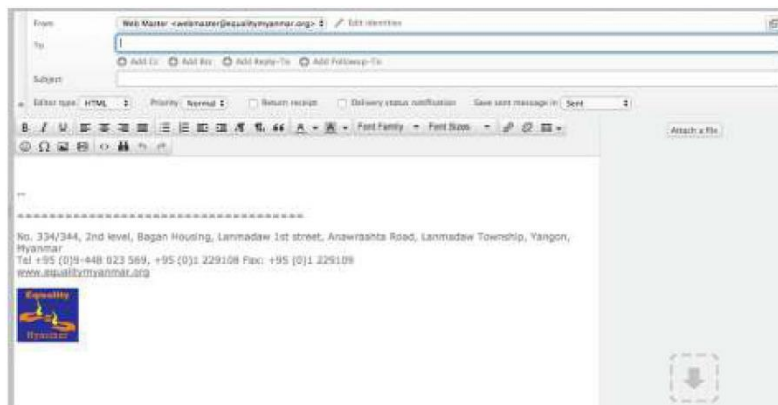 From Web Master <webmaster@equalitymyanmar.org> Edit identities
To
Add Cc Add Bcc Add Reply-To Add Followup-To
Subject
Editor type HTML Priority Normal Return receipt Delivery status notification Save sent message in Sent
B I U Font Family Font Sizes
Attach a file
--
=====================================
No. 334/344, 2nd level, Bagan Housing, Lanmadaw 1st street, Anawrahta Road, Lanmadaw Township, Yangon,
Myanmar
Tel +95 (0)9-448 023 569, +95 (0)1 229108 Fax: +95 (0)1 229109
www.equalitymyanmar.org
Equality
Myanmar